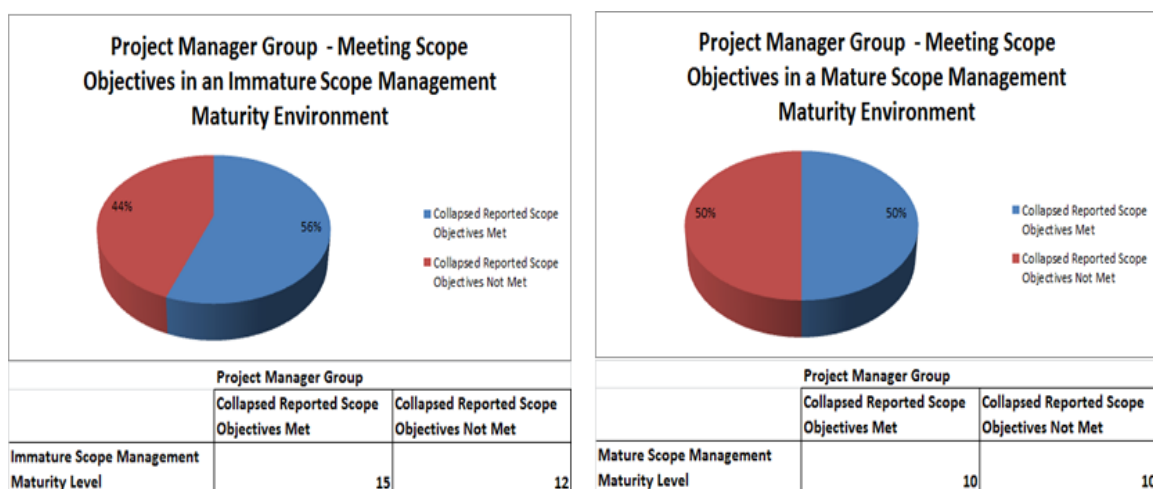 Project Manager Group  - Meeting Scope
Objectives in an Immature Scope Management
Maturity Environment
44%
56%
Collapsed Reported Scope
Objectives Met
Collapsed Reported Scope
Objectives Not Met
Project Manager Group
Collapsed Reported Scope
Objectives Met
Collapsed Reported Scope
Objectives Not Met
Immature Scope Management
Maturity Level
15
12
Project Manager Group  - Meeting Scope
Objectives in a Mature Scope Management
Maturity Environment
50%
50%
Collapsed Reported Scope
Objectives Met
Collapsed Reported Scope
Objectives Not Met
Project Manager Group
Collapsed Reported Scope
Objectives Met
Collapsed Reported Scope
Objectives Not Met
Mature Scope Management
Maturity Level
10
10